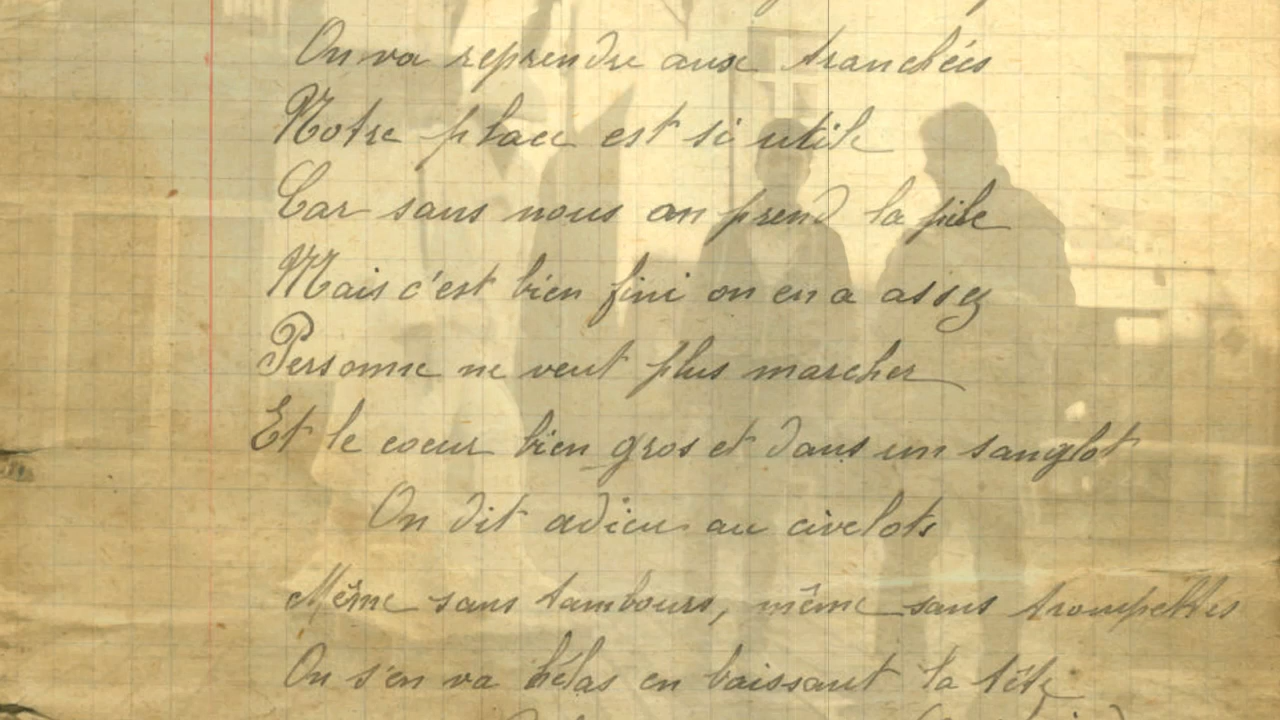 On va reprendre aux tranchées
Notre place est si utile
Car sans nous on prend la pile
Mais c'est bien fini on en a assez
Personne ne veut plus marcher
Et le coeur bien gros et dans un sanglot
On dit adieu au civelots
Même sans tambours, même sans trompettes
On s'en va hélas en baissant la tête